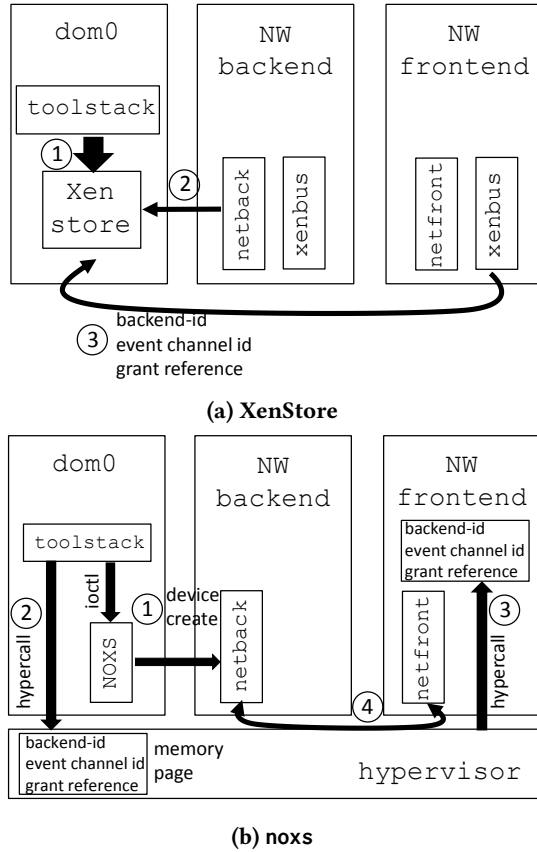 dom0
NW
backend
NW
frontend
toolstack
1
Xen
store
2
netback
xenbus
netfront
xenbus
3
backend-id
event channel id
grant reference
(a) XenStore
dom0
NW
backend
NW
frontend
backend-id
event channel id
grant reference
toolstack
2
hypercall
ioctl
1
device
create
NOXS
netback
netfront
3
hypercall
4
backend-id
event channel id
grant reference
memory
page
hypervisor
(b) noxs